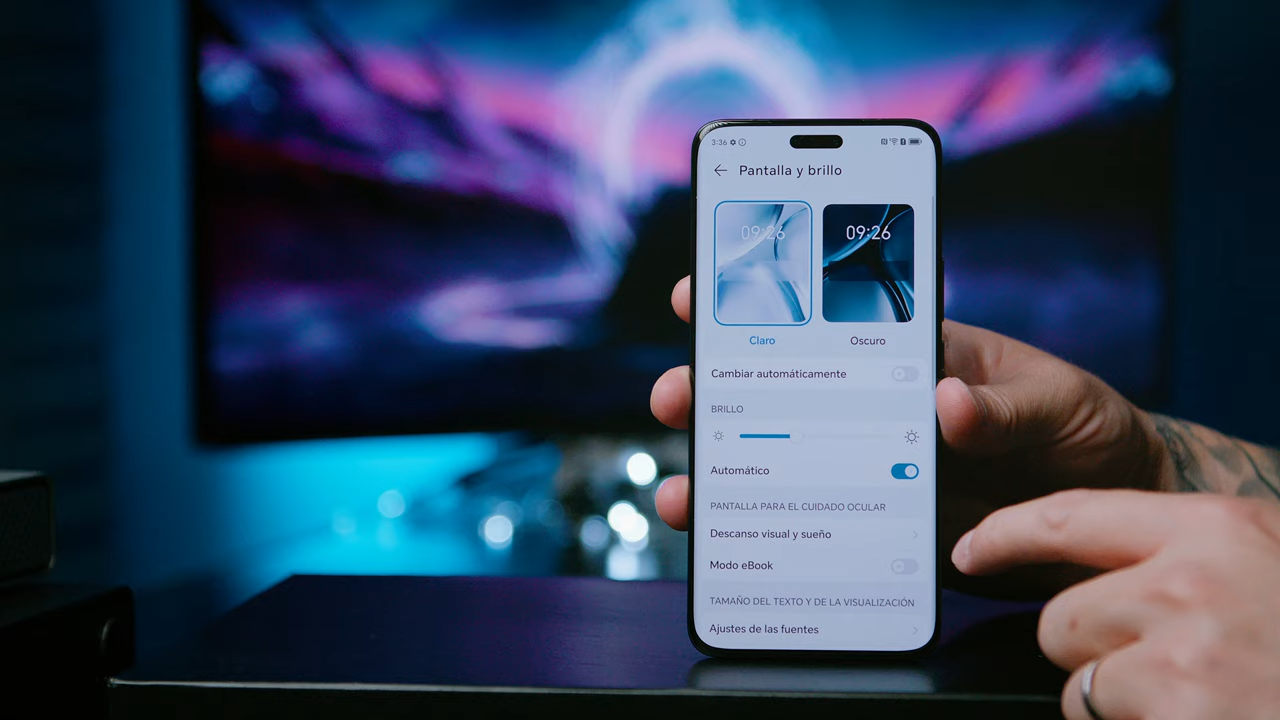 3:36
Pantalla y brillo
09:26 09:26
Claro Oscuro
Cambiar automáticamente
BRILLO
Automático
PANTALLA PARA EL CUIDADO OCULAR
Descanso visual y sueño
Modo eBook
TAMAÑO DEL TEXTO Y DE LA VISUALIZACIÓN
Ajustes de las fuentes